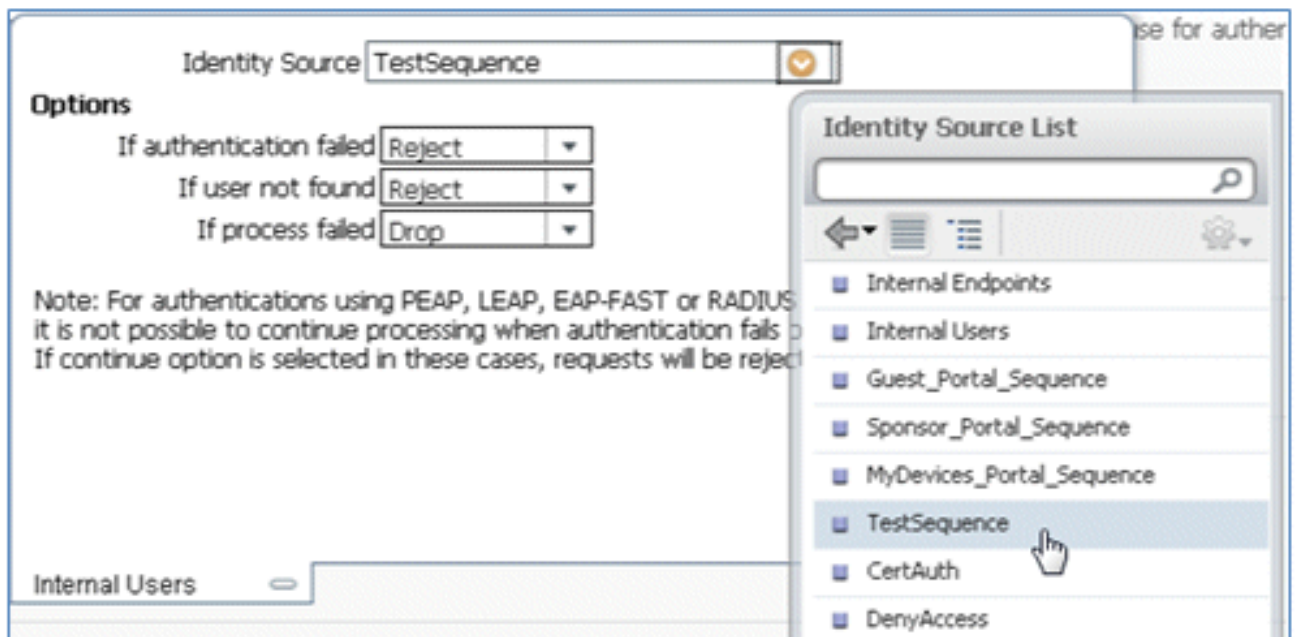 use for auther
Identity Source TestSequence
Options
If authentication failed Reject
If user not found Reject
If process failed Drop
Note: For authentications using PEAP, LEAP, EAP-FAST or RADIUS
it is not possible to continue processing when authentication fails
If continue option is selected in these cases, requests will be reject
Internal Users
Identity Source List
Internal Endpoints
Internal Users
Guest_Portal_Sequence
Sponsor_Portal_Sequence
MyDevices_Portal_Sequence
TestSequence
CertAuth
DenyAccess